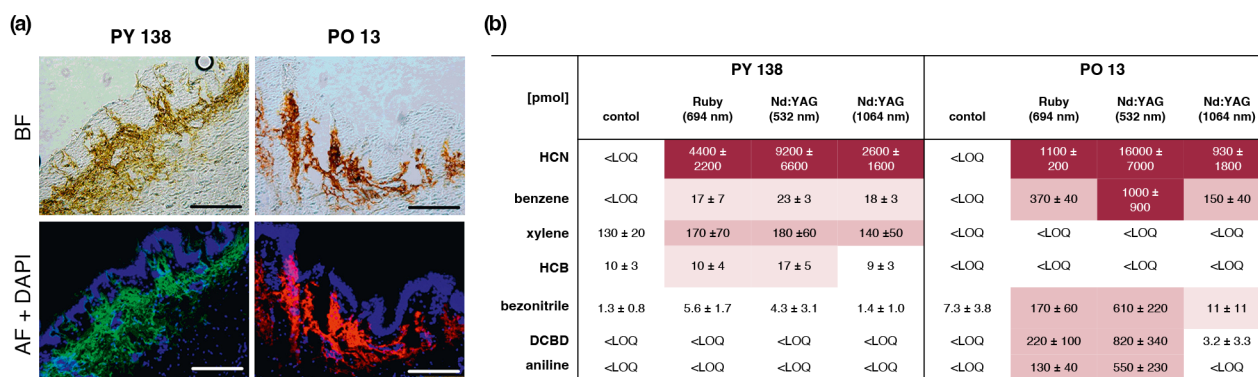 (a)
PY 138
PO 13
BF
AF + DAPI
(b)
PY 138
PO 13
[pmol]
contol
Ruby
(694 nm)
Nd:YAG
(532 nm)
Nd:YAG
(1064 nm)
contol
Ruby
(694 nm)
Nd:YAG
(532 nm)
Nd:YAG
(1064 nm)
HCN
<LOQ
4400 ±
2200
9200 ±
6600
2600 ±
1600
<LOQ
1100 ±
200
16000 ±
7000
930 ±
1800
benzene
<LOQ
17 ± 7
23 ± 3
18 ± 3
<LOQ
370 ± 40
1000 ±
900
150 ± 40
xylene
130 ± 20
170 ±70
180 ±60
140 ±50
<LOQ
<LOQ
<LOQ
<LOQ
HCB
10 ± 3
10 ± 4
17 ± 5
9 ± 3
<LOQ
<LOQ
<LOQ
<LOQ
bezonitrile
1.3 ± 0.8
5.6 ± 1.7
4.3 ± 3.1
1.4 ± 1.0
7.3 ± 3.8
170 ± 60
610 ± 220
11 ± 11
DCBD
<LOQ
<LOQ
<LOQ
<LOQ
<LOQ
220 ± 100
820 ± 340
3.2 ± 3.3
aniline
<LOQ
<LOQ
<LOQ
<LOQ
<LOQ
130 ± 40
550 ± 230
<LOQ